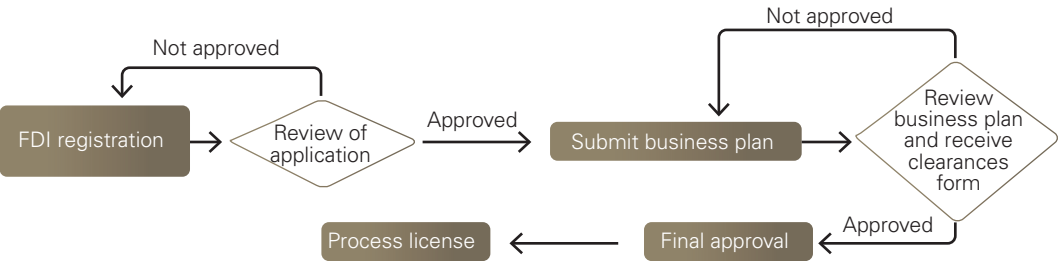 Not approved
Not approved
FDI registration
Review of
application
Approved
Submit business plan
Review
business plan
and receive
clearances
form
Approved
Final approval
Process license